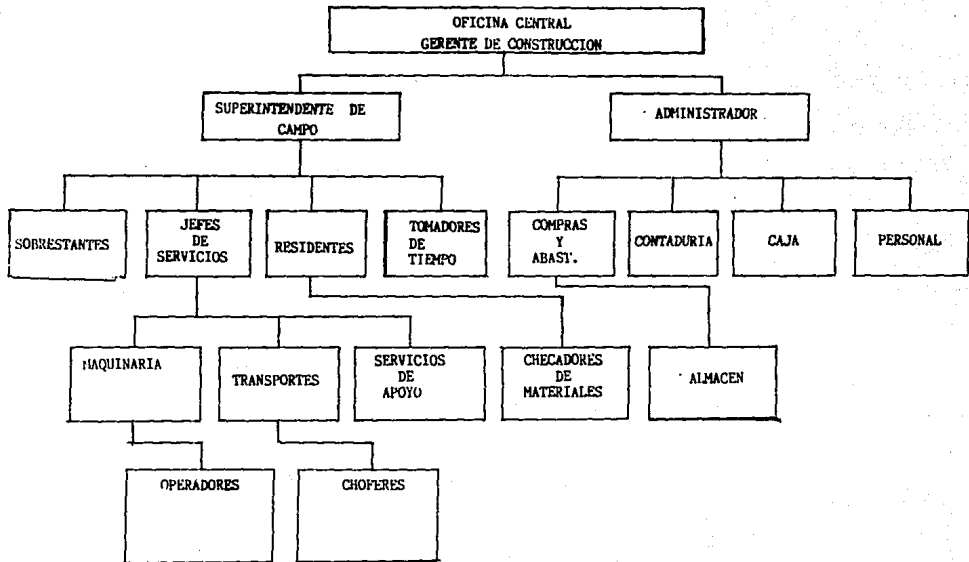 OFICINA CENTRAL
GERENTE DE CONSTRUCCION
SUPERINTENDENTE DE
CAMPO
ADMINISTRADOR
SOBRESTANTES
JEFES
DE
SERVICIOS
RESIDENTES
TOMADORES
DE
TIEMPO
COMPRAS
Y
ABAST.
CONTADURIA
CAJA
PERSONAL
MAQUINARIA
TRANSPORTES
SERVICIOS
DE
APOYO
CHECADORES
DE
MATERIALES
ALMACEN
OPERADORES
CHOFERES